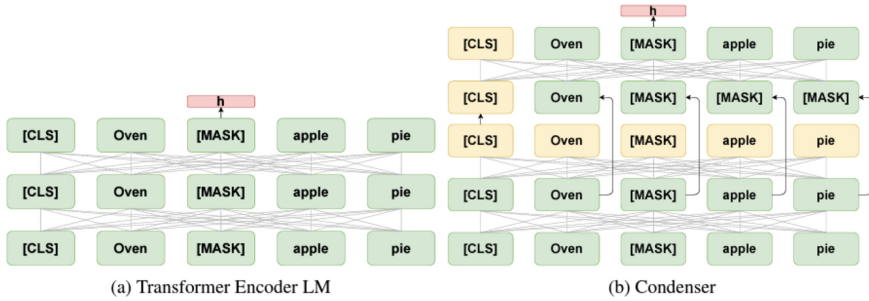 h
[CLS] Oven [MASK] apple pie
[CLS] Oven [MASK] apple pie
[CLS] Oven [MASK] apple pie
(a) Transformer Encoder LM
h
[CLS] Oven [MASK] apple pie
[CLS] Oven [MASK] [MASK] [MASK]
[CLS] Oven [MASK] apple pie
[CLS] Oven [MASK] apple pie
[CLS] Oven [MASK] apple pie
(b) Condenser